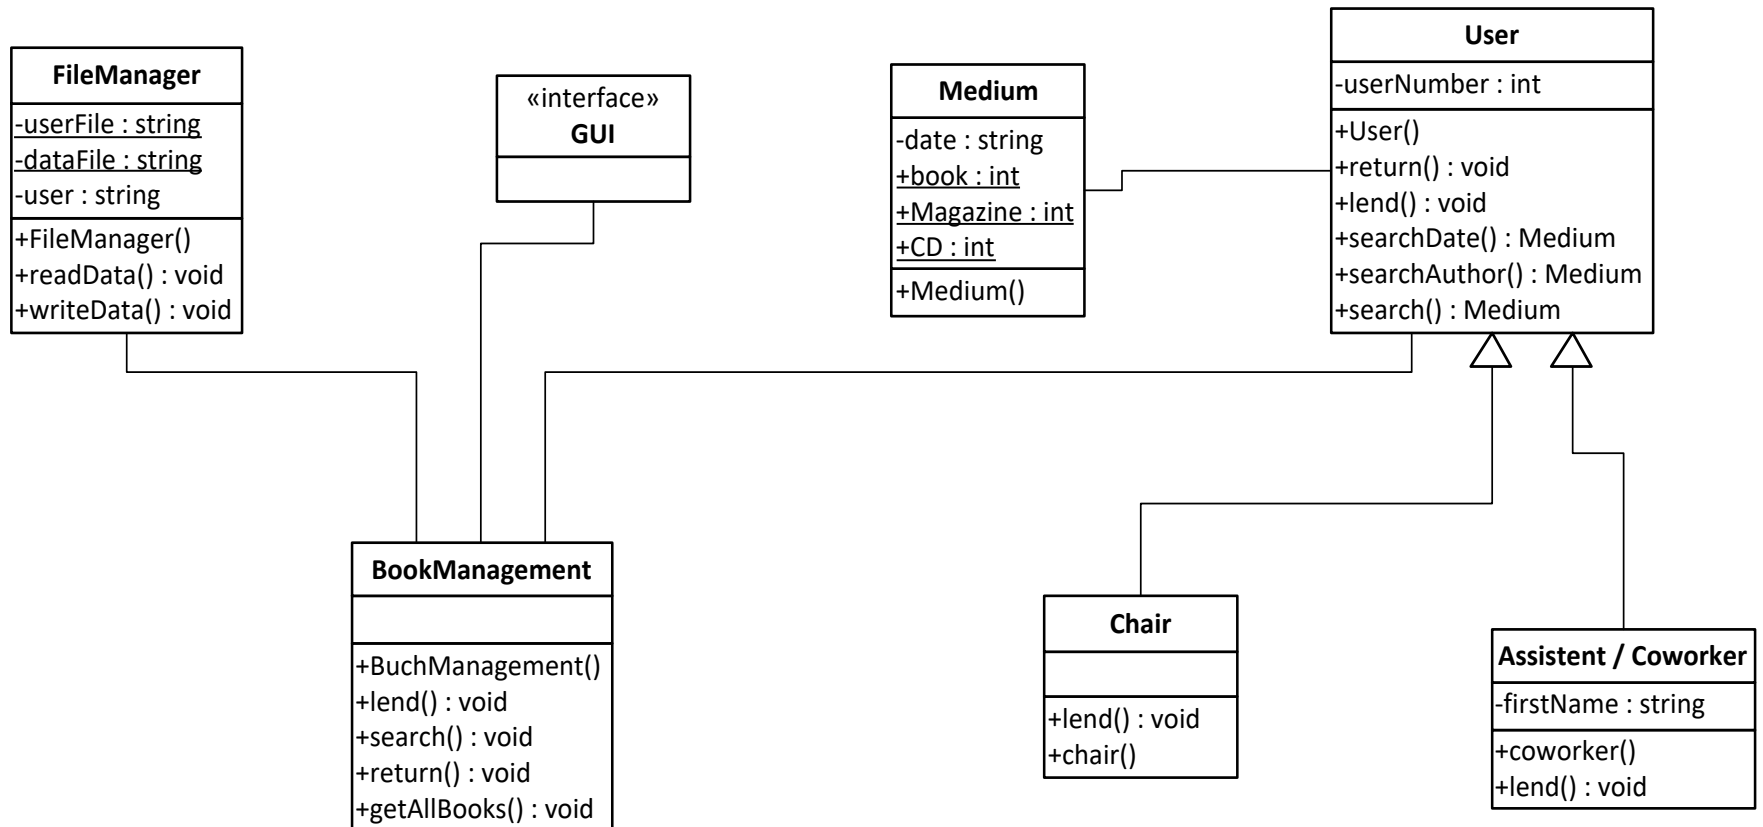 FileManager
-userFile : string
-dataFile : string
-user : string
+FileManager()
+readData() : void
+writeData() : void
«interface»
GUI
Medium
-date : string
+book : int
+Magazine : int
+CD : int
+Medium()
User
-userNumber : int
+User()
+return() : void
+lend() : void
+searchDate() : Medium
+searchAuthor() : Medium
+search() : Medium
BookManagement
+BuchManagement()
+lend() : void
+search() : void
+return() : void
+getAllBooks() : void
Chair
+lend() : void
+chair()
Assistent / Coworker
-firstName : string
+coworker()
+lend() : void